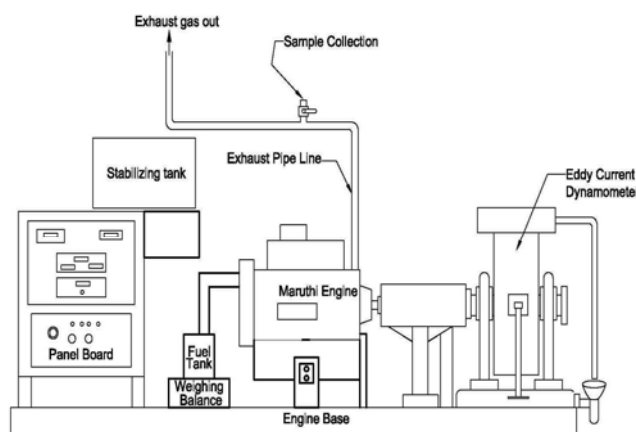 Exhaust gas out
Sample Collection
Stabilizing tank
Exhaust Pipe Line
Eddy Current
Dynamometer
Maruthi Engine
Panel Board
Fuel
Tank
Weighing
Balance
Engine Base